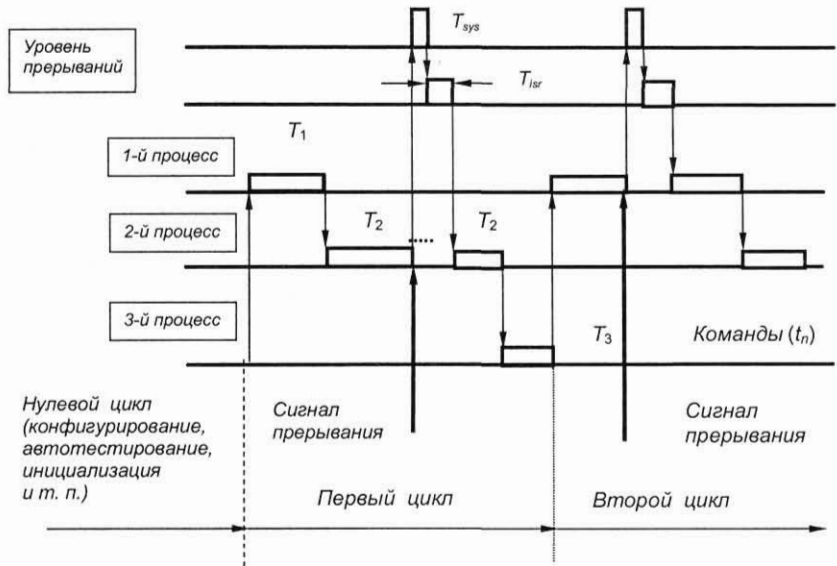 Уровень
прерываний
T_sys
T_isr
T_1
1-й процесс
2-й процесс
T_2
T_2
3-й процесс
T_3
Команды (t_n)
Нулевой цикл
(конфигурирование,
автотестирование,
инициализация
и т. п.)
Сигнал
прерывания
Сигнал
прерывания
Первый цикл
Второй цикл